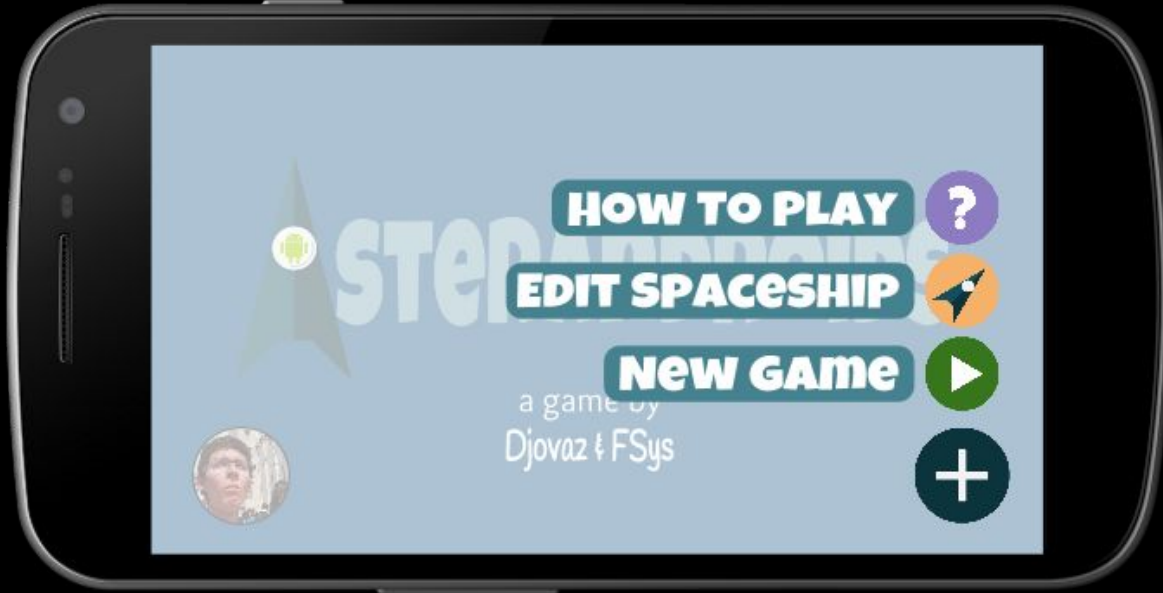 HOW TO PLAY
?
EDIT SPACESHIP
NEW GAME
a game by
Djovaz & FSys